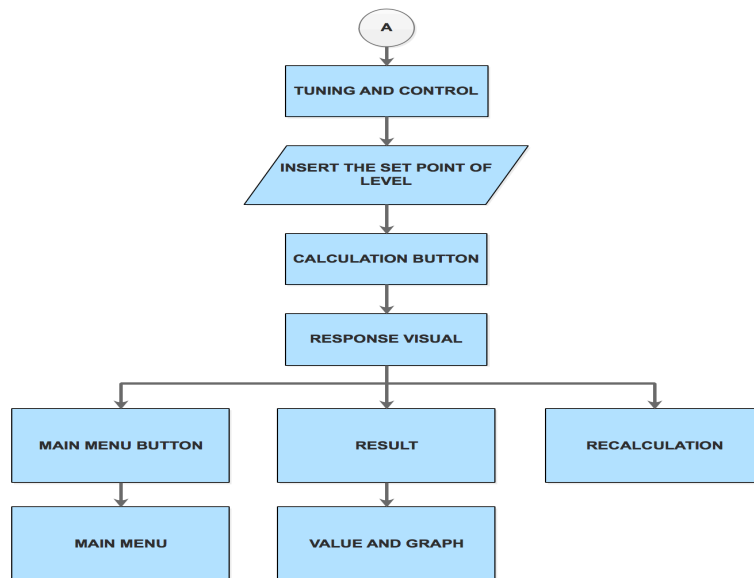 A
TUNING AND CONTROL
INSERT THE SET POINT OF
LEVEL
CALCULATION BUTTON
RESPONSE VISUAL
MAIN MENU BUTTON
RESULT
RECALCULATION
MAIN MENU
VALUE AND GRAPH